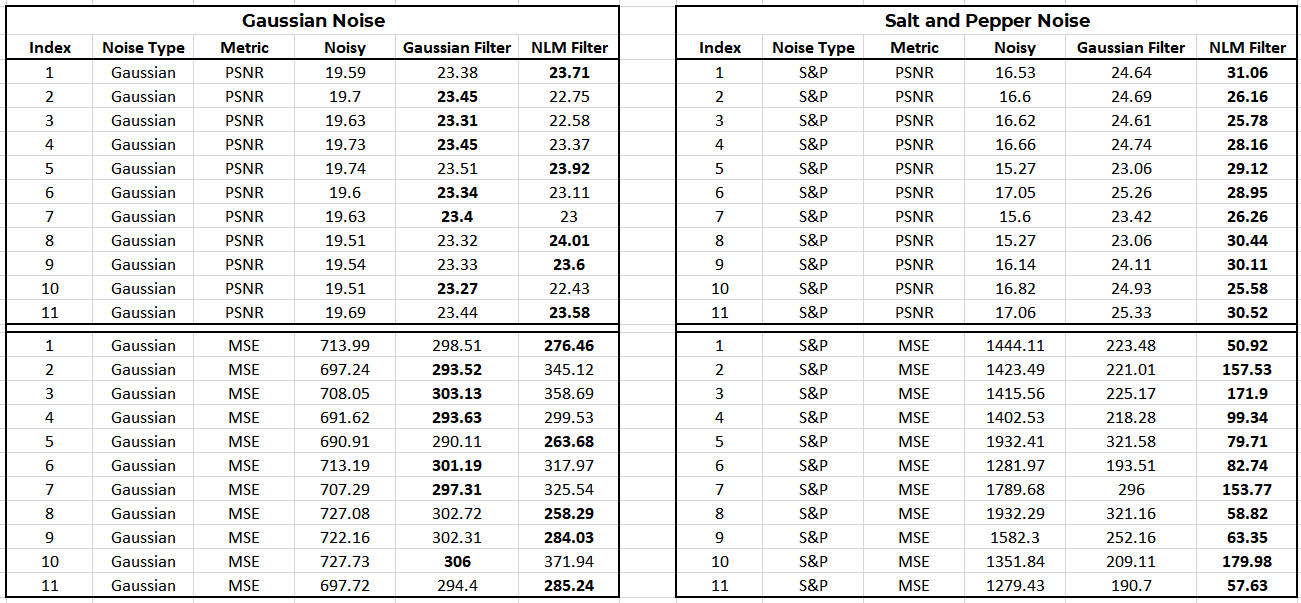 Gaussian Noise
Index Noise Type Metric Noisy Gaussian Filter NLM Filter
1 Gaussian PSNR 19.59 23.38 23.71
2 Gaussian PSNR 19.7 23.45 22.75
3 Gaussian PSNR 19.63 23.31 22.58
4 Gaussian PSNR 19.73 23.45 23.37
5 Gaussian PSNR 19.74 23.51 23.92
6 Gaussian PSNR 19.6 23.34 23.11
7 Gaussian PSNR 19.63 23.4 23
8 Gaussian PSNR 19.51 23.32 24.01
9 Gaussian PSNR 19.54 23.33 23.6
10 Gaussian PSNR 19.51 23.27 22.43
11 Gaussian PSNR 19.69 23.44 23.58
1 Gaussian MSE 713.99 298.51 276.46
2 Gaussian MSE 697.24 293.52 345.12
3 Gaussian MSE 708.05 303.13 358.69
4 Gaussian MSE 691.62 293.63 299.53
5 Gaussian MSE 690.91 290.11 263.68
6 Gaussian MSE 713.19 301.19 317.97
7 Gaussian MSE 707.29 297.31 325.54
8 Gaussian MSE 727.08 302.72 258.29
9 Gaussian MSE 722.16 302.31 284.03
10 Gaussian MSE 727.73 306 371.94
11 Gaussian MSE 697.72 294.4 285.24
Salt and Pepper Noise
Index Noise Type Metric Noisy Gaussian Filter NLM Filter
1 S&P PSNR 16.53 24.64 31.06
2 S&P PSNR 16.6 24.69 26.16
3 S&P PSNR 16.62 24.61 25.78
4 S&P PSNR 16.66 24.74 28.16
5 S&P PSNR 15.27 23.06 29.12
6 S&P PSNR 17.05 25.26 28.95
7 S&P PSNR 15.6 23.42 26.26
8 S&P PSNR 15.27 23.06 30.44
9 S&P PSNR 16.14 24.11 30.11
10 S&P PSNR 16.82 24.93 25.58
11 S&P PSNR 17.06 25.33 30.52
1 S&P MSE 1444.11 223.48 50.92
2 S&P MSE 1423.49 221.01 157.53
3 S&P MSE 1415.56 225.17 171.9
4 S&P MSE 1402.53 218.28 99.34
5 S&P MSE 1932.41 321.58 79.71
6 S&P MSE 1281.97 193.51 82.74
7 S&P MSE 1789.68 296 153.77
8 S&P MSE 1932.29 321.16 58.82
9 S&P MSE 1582.3 252.16 63.35
10 S&P MSE 1351.84 209.11 179.98
11 S&P MSE 1279.43 190.7 57.63